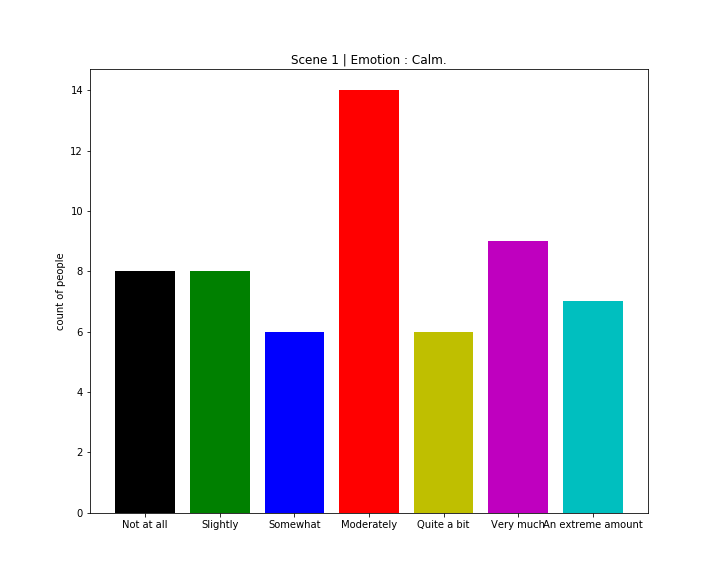 Scene 1 | Emotion : Calm.
count of people
14
12
10
8
6
4
2
0
Not at all Slightly Somewhat Moderately Quite a bit Very much An extreme amount